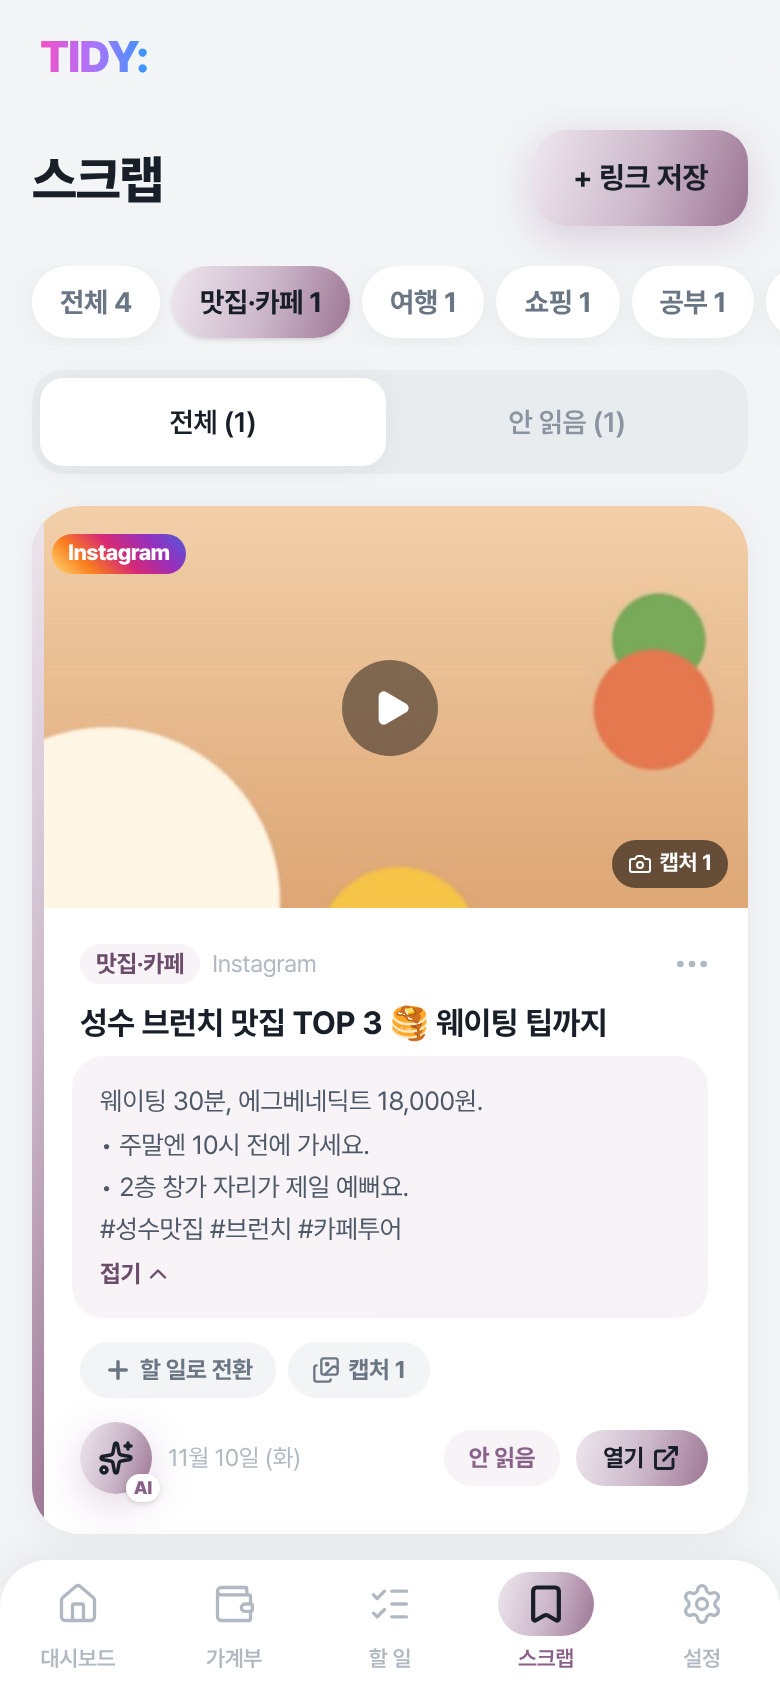 TIDY:
스크랩
+ 링크 저장
전체 4
맛집·카페 1
여행 1
쇼핑 1
공부 1
전체 (1)
안 읽음 (1)
Instagram
캡처 1
맛집·카페
Instagram
성수 브런치 맛집 TOP 3 🥞 웨이팅 팁까지
웨이팅 30분, 에그베네딕트 18,000원.
• 주말엔 10시 전에 가세요.
• 2층 창가 자리가 제일 예뻐요.
#성수맛집 #브런치 #카페투어
접기
할 일로 전환
캡처 1
AI
11월 10일 (화)
안 읽음
열기
대시보드
가계부
할 일
스크랩
설정